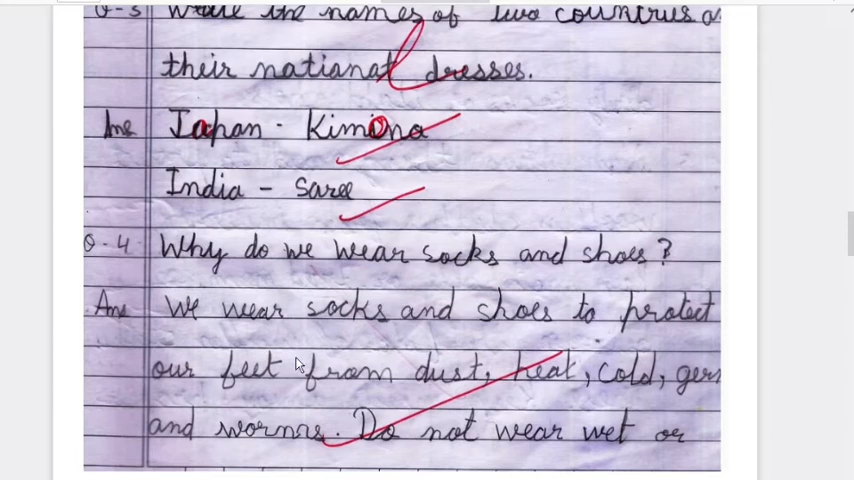 Q-3 Write the names of two countries a
their national dresses.
Ans Japan - Kimono
India - Saree
Q-4 Why do we wear socks and shoes?
Ans We wear socks and shoes to protect
our feet from dust, heat, cold, ger
and worms. Do not wear wet or